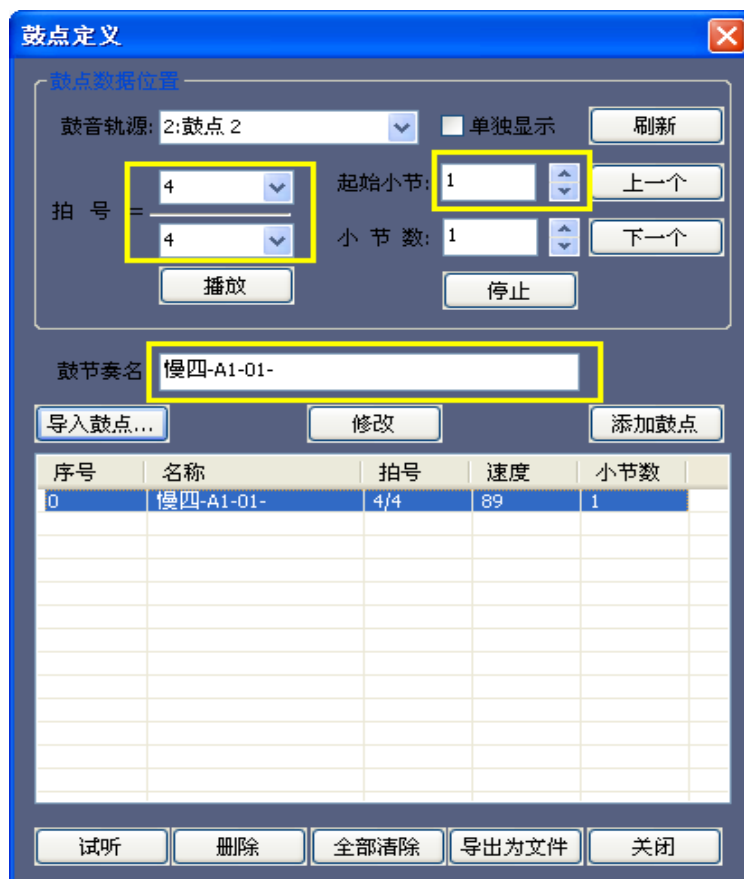 鼓点定义
鼓点数据位置
鼓音轨源: 2:鼓点 2 单独显示 刷新
4 起始小节: 1 上一个
拍 号 =
4 小 节 数: 1 下一个
播放 停止
鼓节奏名 慢四-A1-01-
导入鼓点... 修改 添加鼓点
序号 名称 拍号 速度 小节数
0 慢四-A1-01- 4/4 89 1
试听 删除 全部清除 导出为文件 关闭